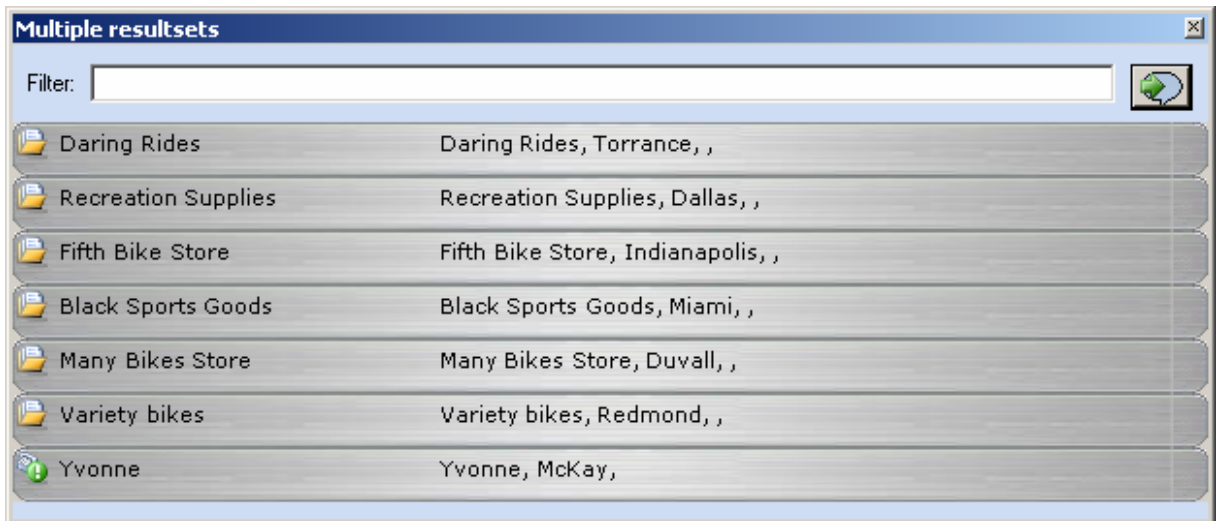 Multiple resultsets
Filter:
Daring Rides Daring Rides, Torrance, ,
Recreation Supplies Recreation Supplies, Dallas, ,
Fifth Bike Store Fifth Bike Store, Indianapolis, ,
Black Sports Goods Black Sports Goods, Miami, ,
Many Bikes Store Many Bikes Store, Duvall, ,
Variety bikes Variety bikes, Redmond, ,
Yvonne Yvonne, McKay,